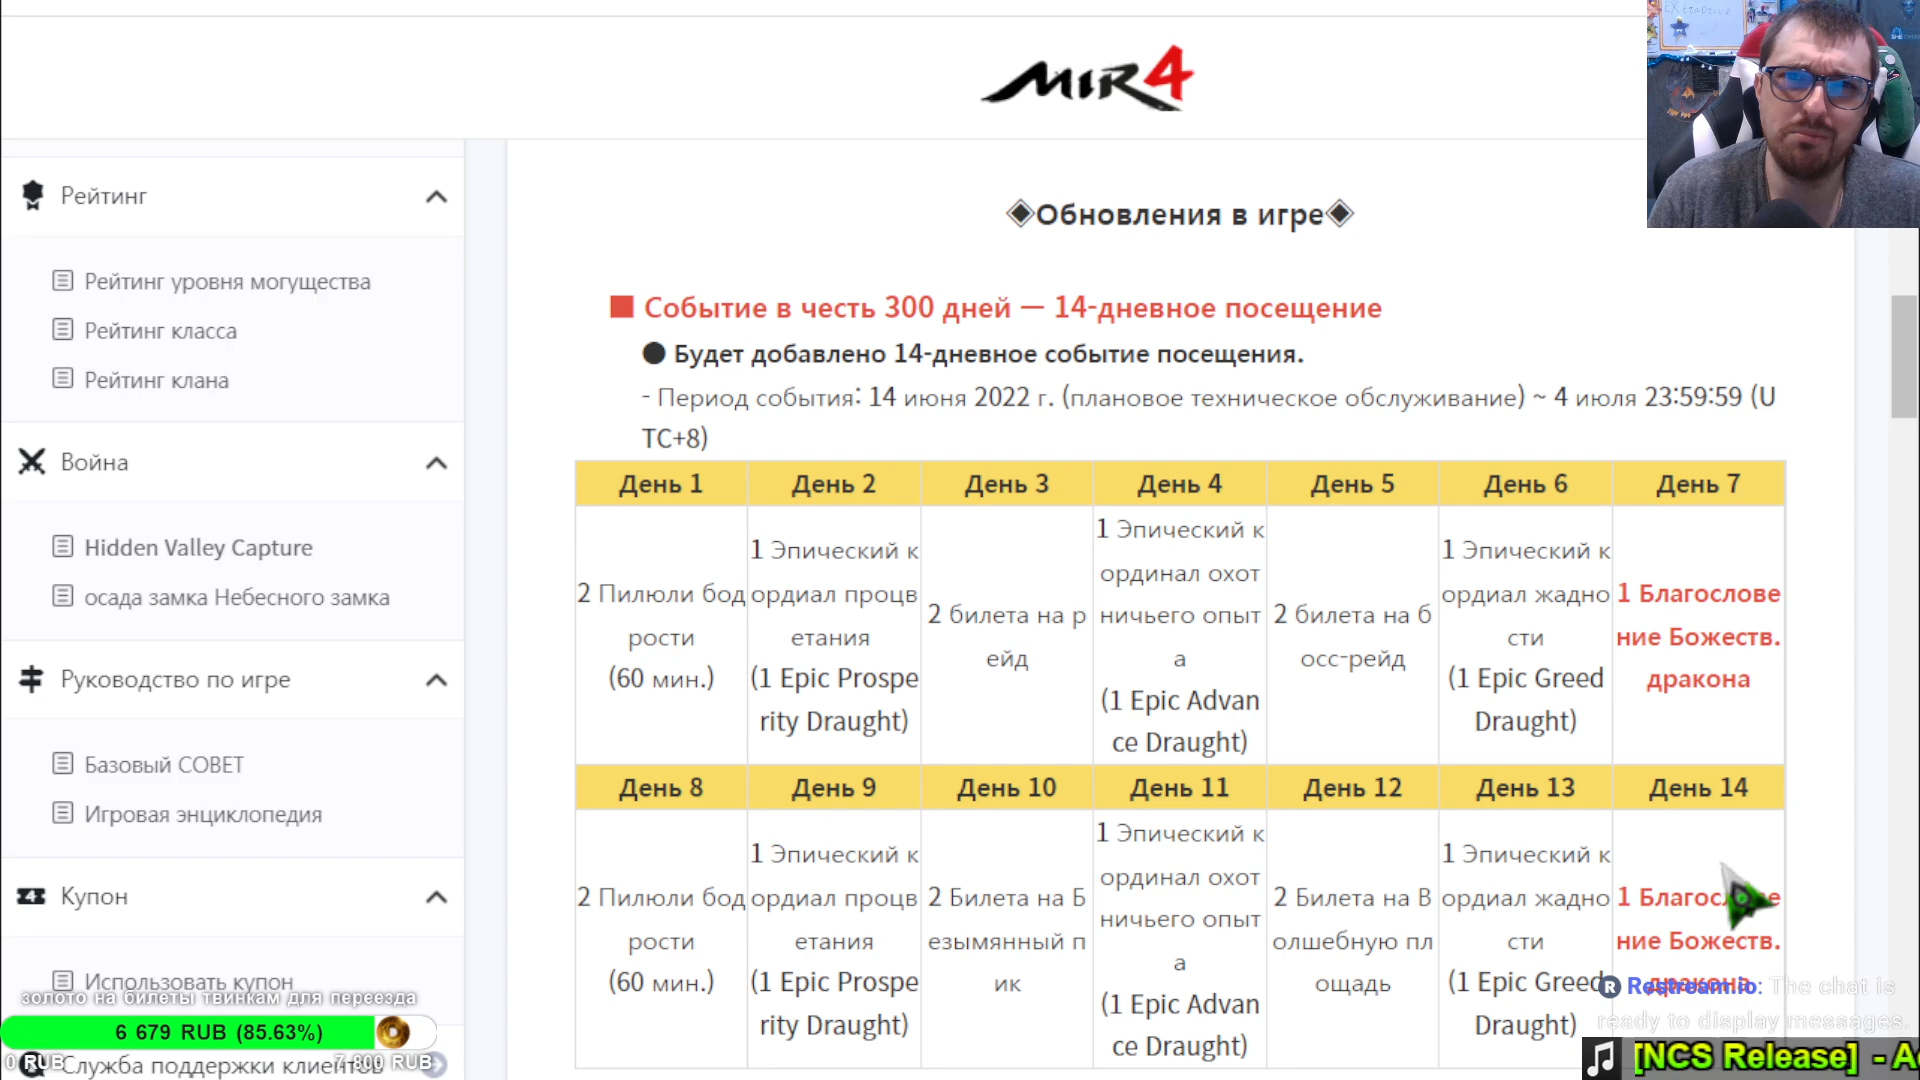 MIR4
Рейтинг
Рейтинг уровня могущества
Рейтинг класса
Рейтинг клана
Война
Hidden Valley Capture
осада замка Небесного замка
Руководство по игре
Базовый СОВЕТ
Игровая энциклопедия
Купон
Использовать купон
золото на билеты твинкам для переезда
6 679 RUB (85.63%)
0 RUB
7 800 RUB
Служба поддержки клиентов
◈Обновления в игре◈
■ Событие в честь 300 дней — 14-дневное посещение
● Будет добавлено 14-дневное событие посещения.
- Период события: 14 июня 2022 г. (плановое техническое обслуживание) ~ 4 июля 23:59:59 (U
TC+8)
День 1 День 2 День 3 День 4 День 5 День 6 День 7
2 Пилюли бод
рости
(60 мин.)
1 Эпический к
ордиал процв
етания
(1 Epic Prospe
rity Draught)
2 билета на р
ейд
1 Эпический к
ординал охот
ничьего опыт
а
(1 Epic Advan
ce Draught)
2 билета на б
осс-рейд
1 Эпический к
ордиал жадно
сти
(1 Epic Greed
Draught)
1 Благослове
ние Божеств.
дракона
День 8 День 9 День 10 День 11 День 12 День 13 День 14
2 Пилюли бод
рости
(60 мин.)
1 Эпический к
ордиал процв
етания
(1 Epic Prospe
rity Draught)
2 Билета на Б
езымянный п
ик
1 Эпический к
ординал охот
ничьего опыт
а
(1 Epic Advan
ce Draught)
2 Билета на В
олшебную пл
ощадь
1 Эпический к
ордиал жадно
сти
(1 Epic Greed
Draught)
1 Благослове
ние Божеств.
дракона
Restream.io: The chat is
ready to display messages.
[NCS Release] - A